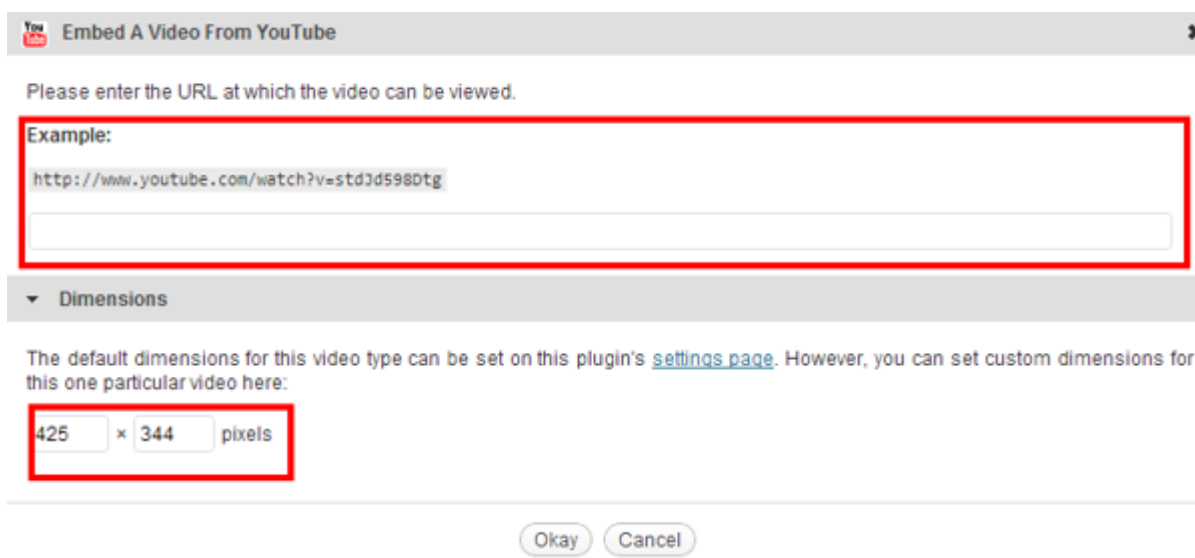 You Tube Embed A Video From YouTube
Please enter the URL at which the video can be viewed.
Example:
http://www.youtube.com/watch?v=stdJd598Dtg
Dimensions
The default dimensions for this video type can be set on this plugin's settings page. However, you can set custom dimensions for
this one particular video here:
425 × 344 pixels
Okay Cancel